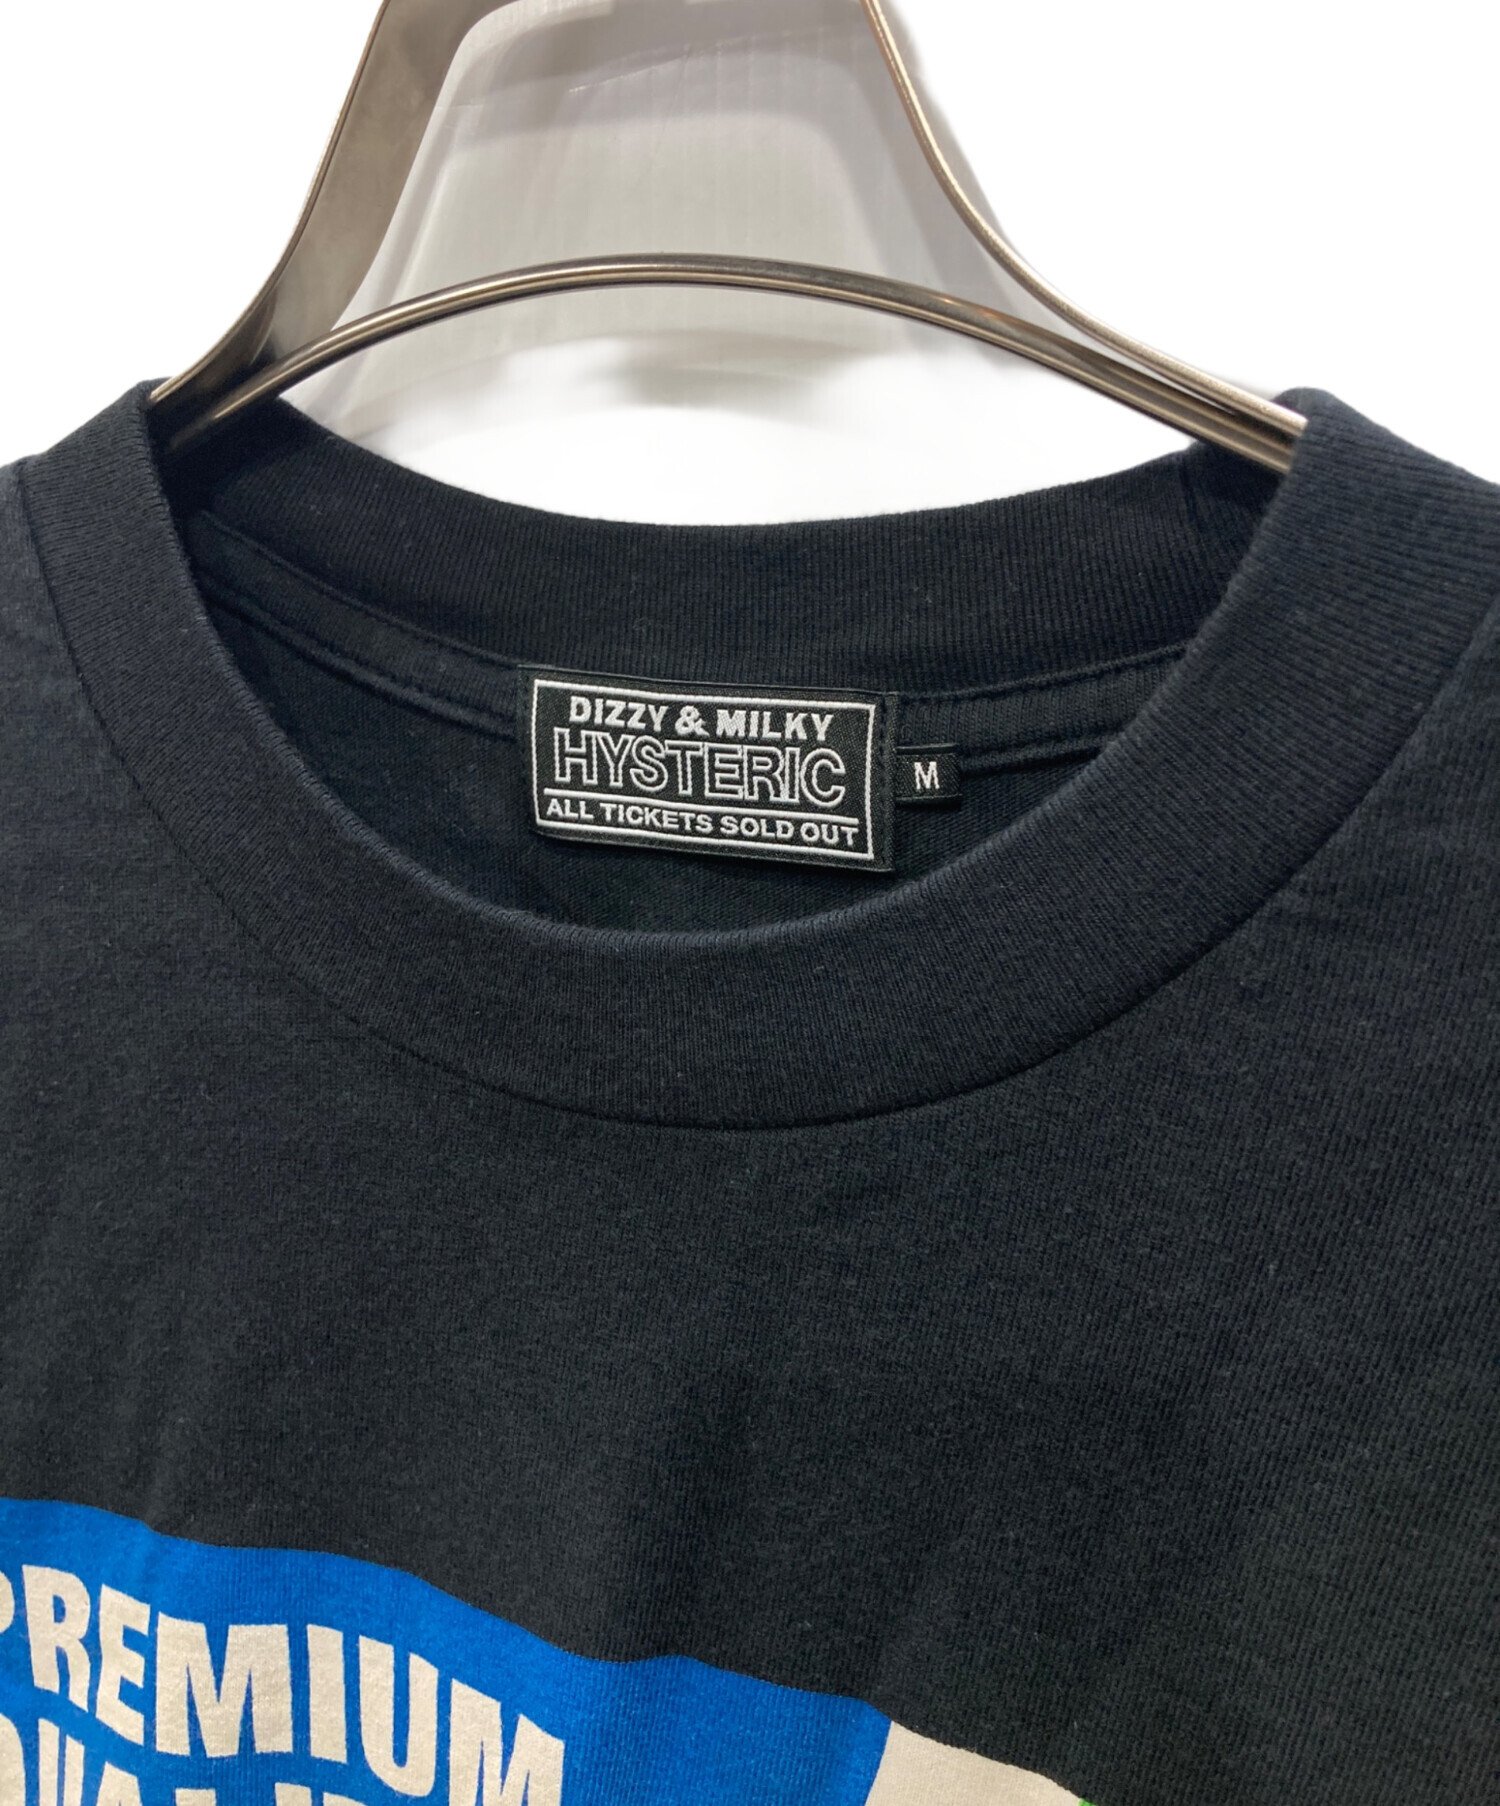 DIZZY & MILKY
HYSTERIC
ALL TICKETS SOLD OUT
M
PREMIUM